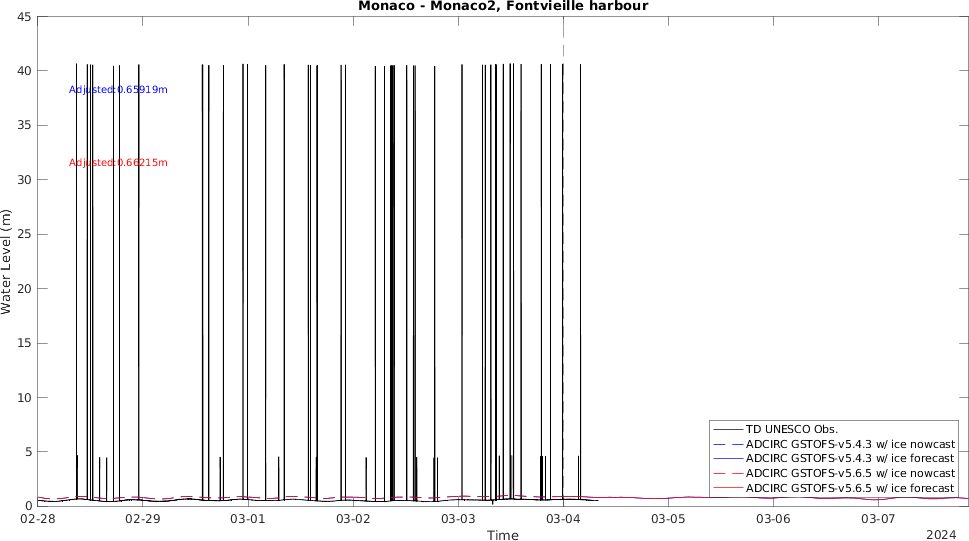 Monaco - Monaco2, Fontvieille harbour
45
40
35
30
25
20
15
10
5
0
Water Level (m)
Adjusted:0.65919m
Adjusted:0.66215m
TD UNESCO Obs.
ADCIRC GSTOFS-v5.4.3 w/ ice nowcast
ADCIRC GSTOFS-v5.4.3 w/ ice forecast
ADCIRC GSTOFS-v5.6.5 w/ ice nowcast
ADCIRC GSTOFS-v5.6.5 w/ ice forecast
02-28 02-29 03-01 03-02 03-03 03-04 03-05 03-06 03-07
Time
2024